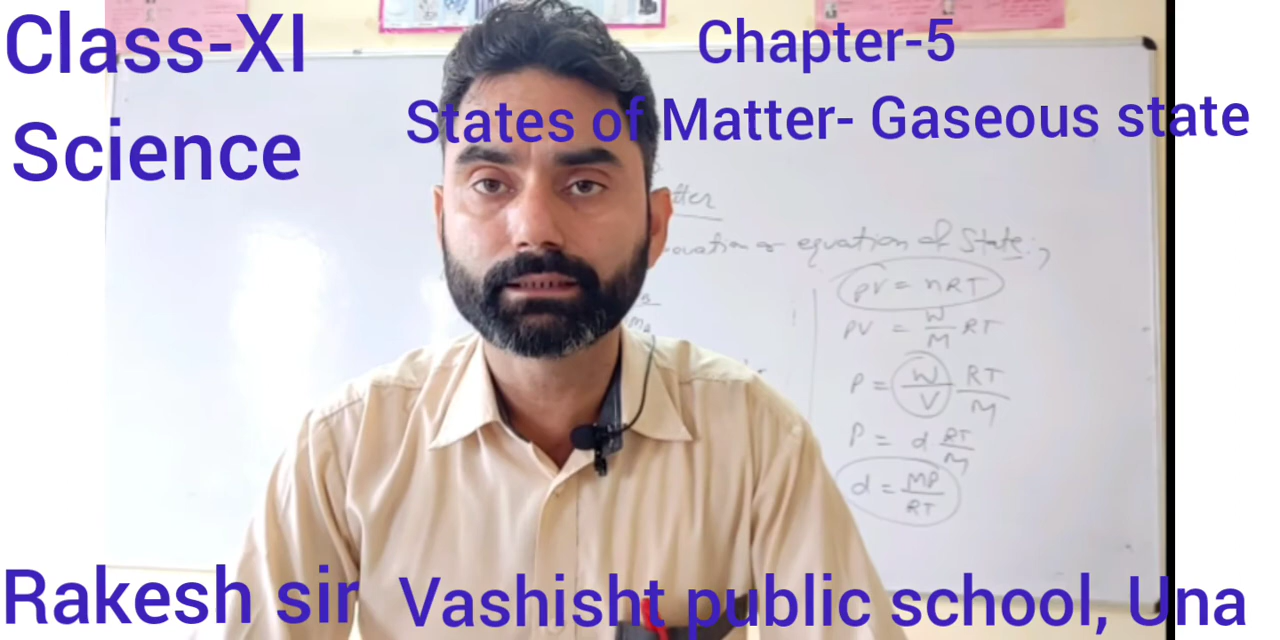 Class-XI
Science
Chapter-5
States of Matter- Gaseous state
equation of State:-
PV = nRT
PV = W/M RT
P = W/V RT/M
P = d RT/M
d = MP/RT
Rakesh sir
Vashisht public school, Una